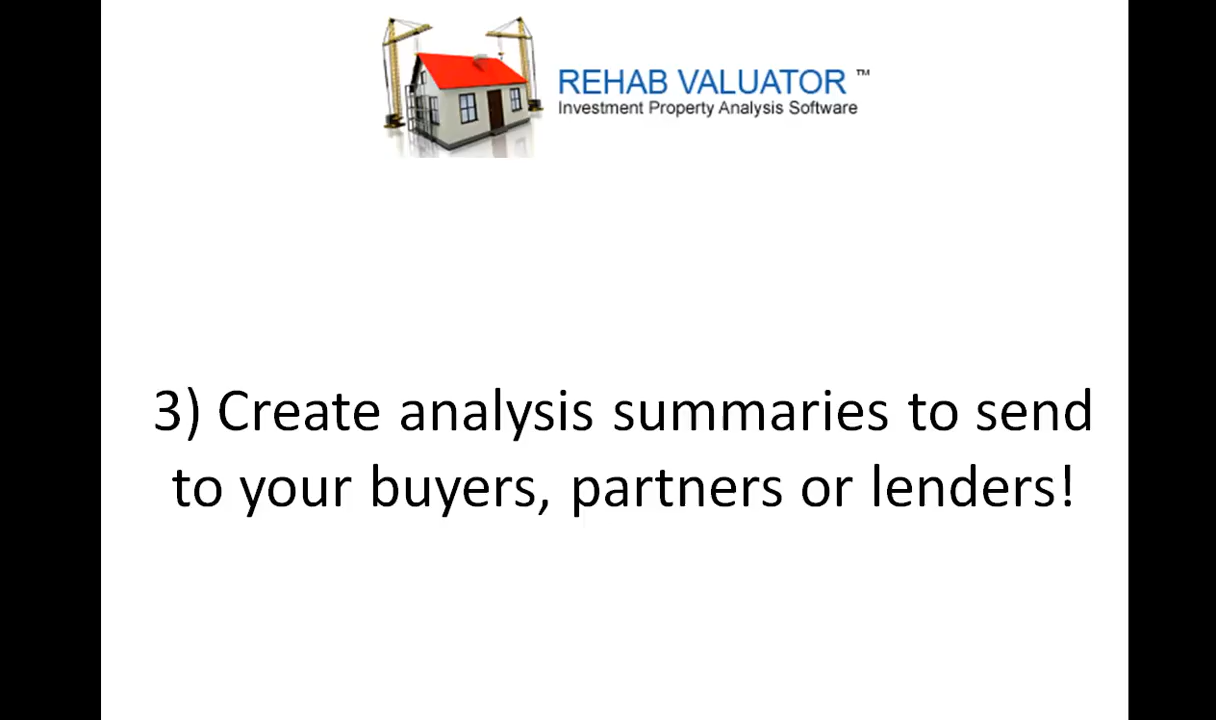 REHAB VALUATOR ™
Investment Property Analysis Software
3) Create analysis summaries to send
to your buyers, partners or lenders!